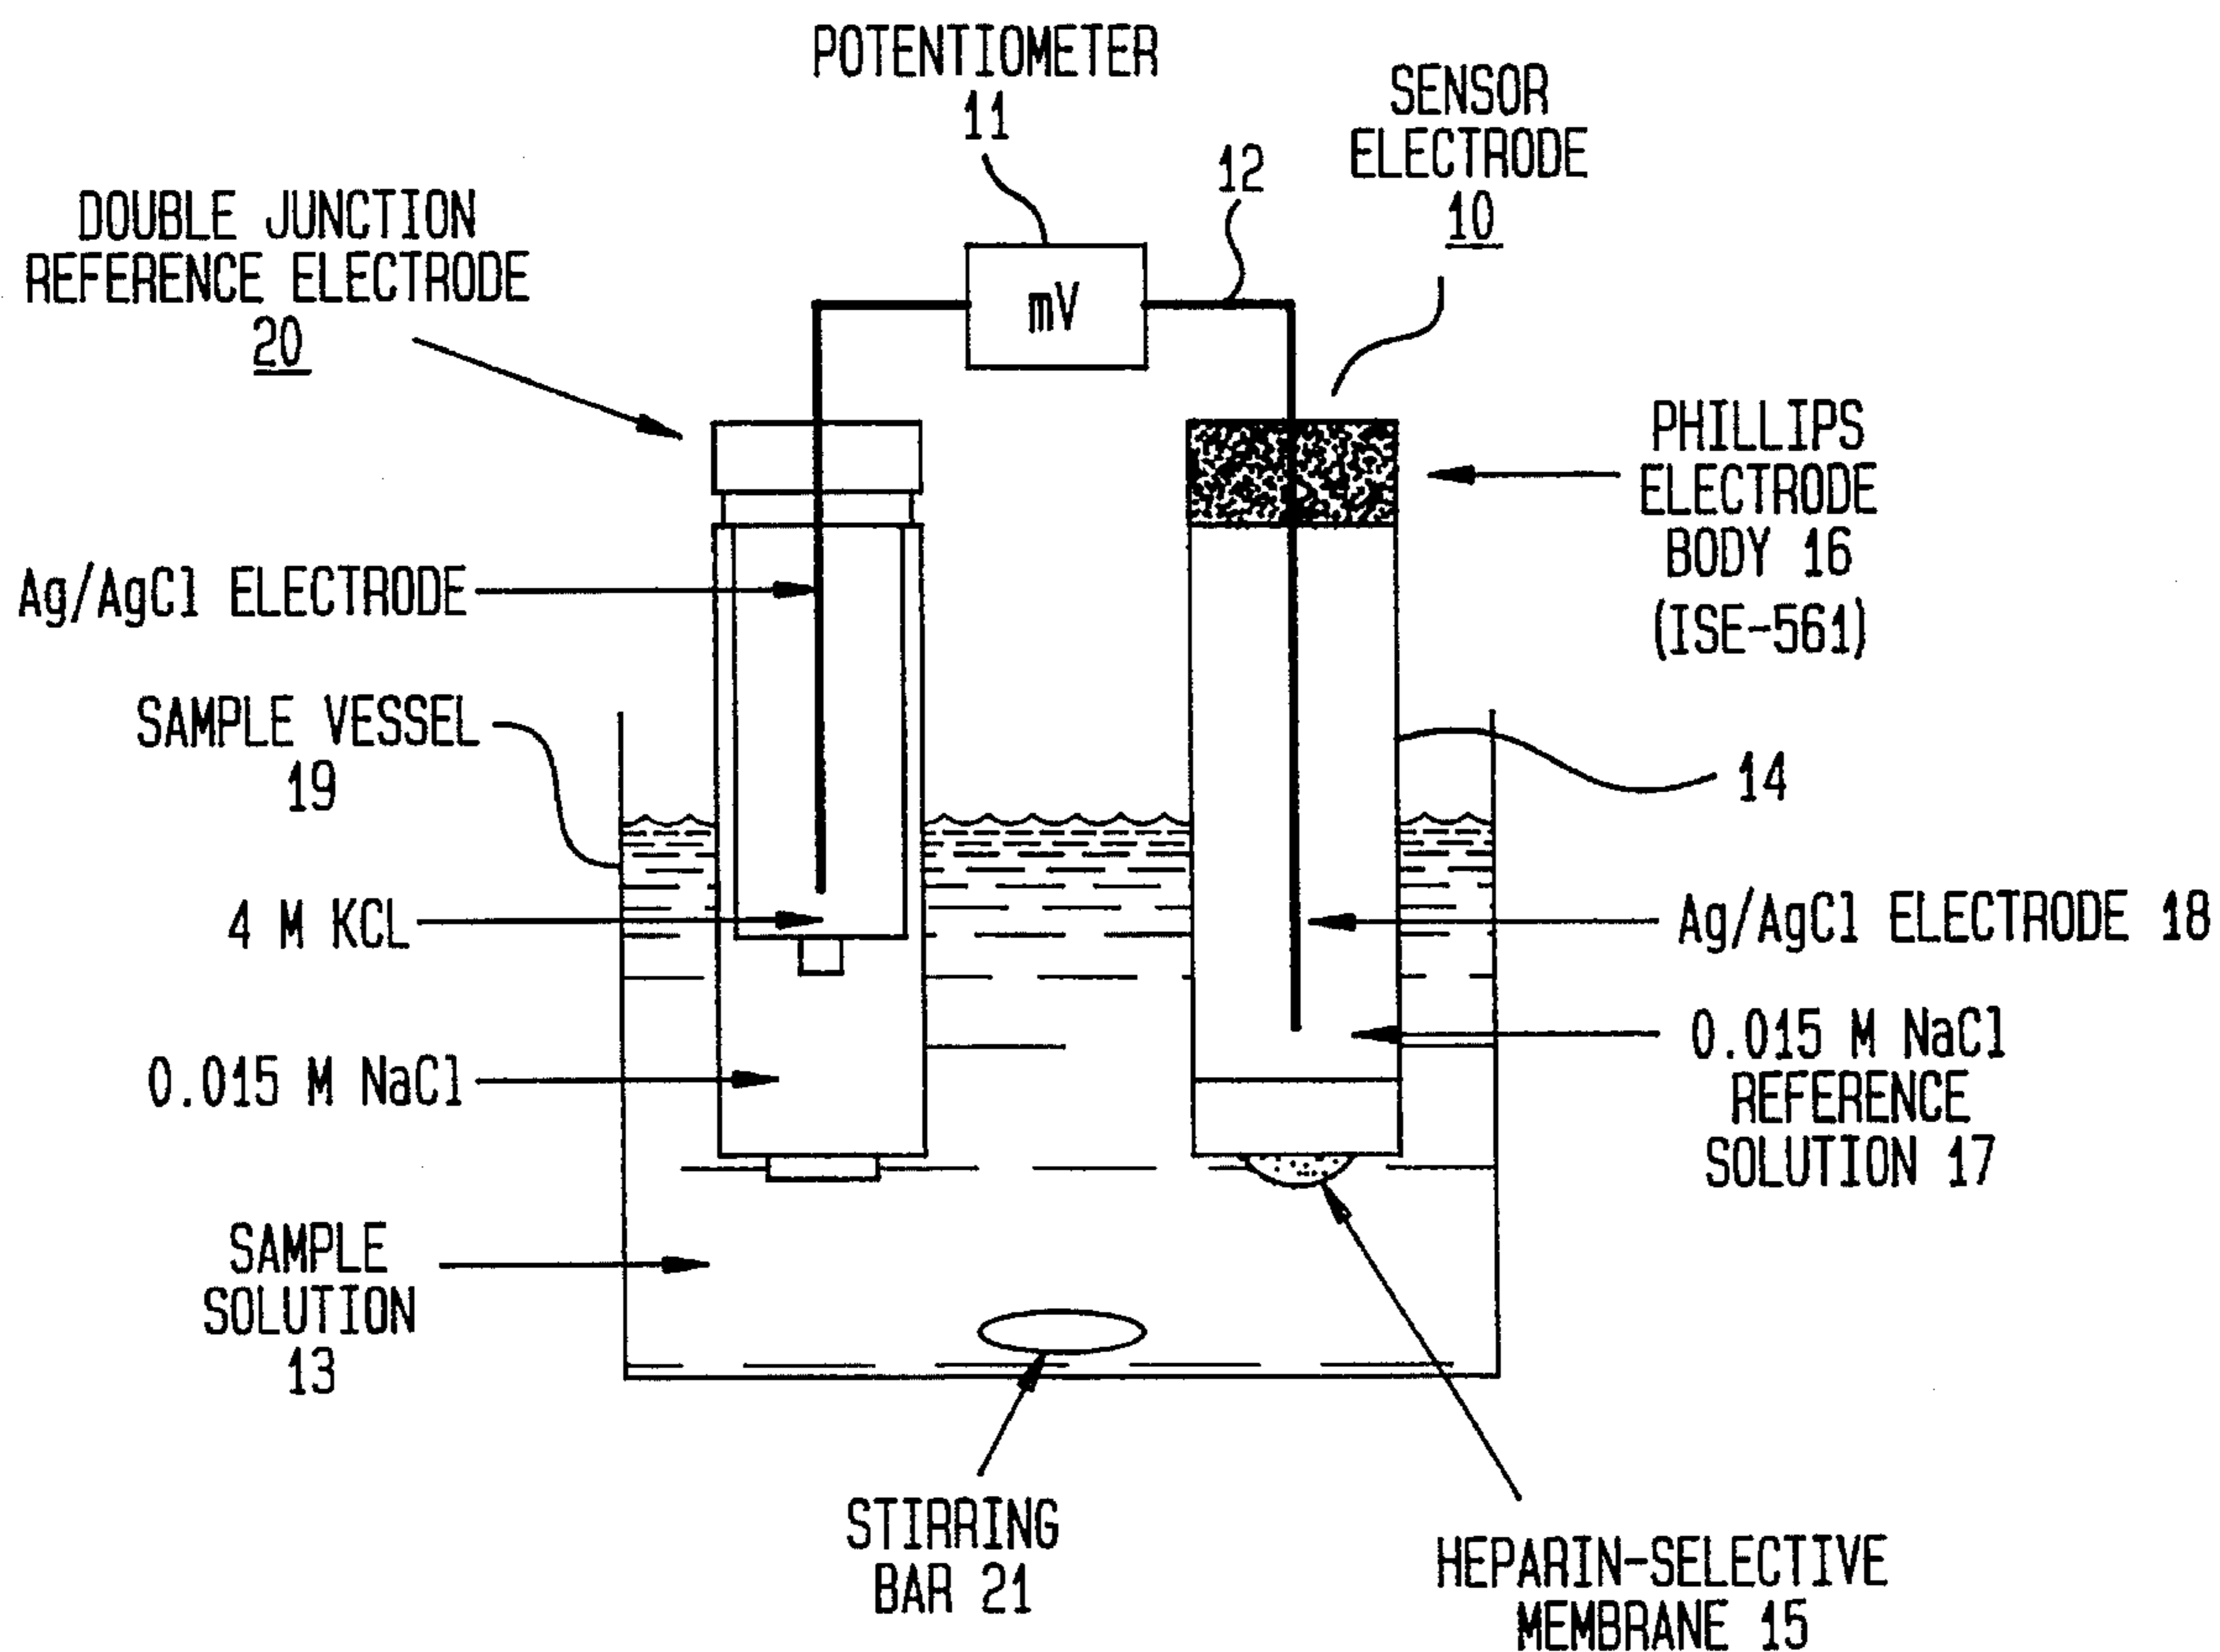 POTENTIOMETER
11
SENSOR
ELECTRODE
10
12
DOUBLE JUNCTION
REFERENCE ELECTRODE
20
mV
PHILLIPS
ELECTRODE
BODY 16
(ISE-561)
Ag/AgCl ELECTRODE
SAMPLE VESSEL
19
14
4 M KCL
Ag/AgCl ELECTRODE 18
0.015 M NaCl
0.015 M NaCl
REFERENCE
SOLUTION 17
SAMPLE
SOLUTION
13
STIRRING
BAR 21
HEPARIN-SELECTIVE
MEMBRANE 15